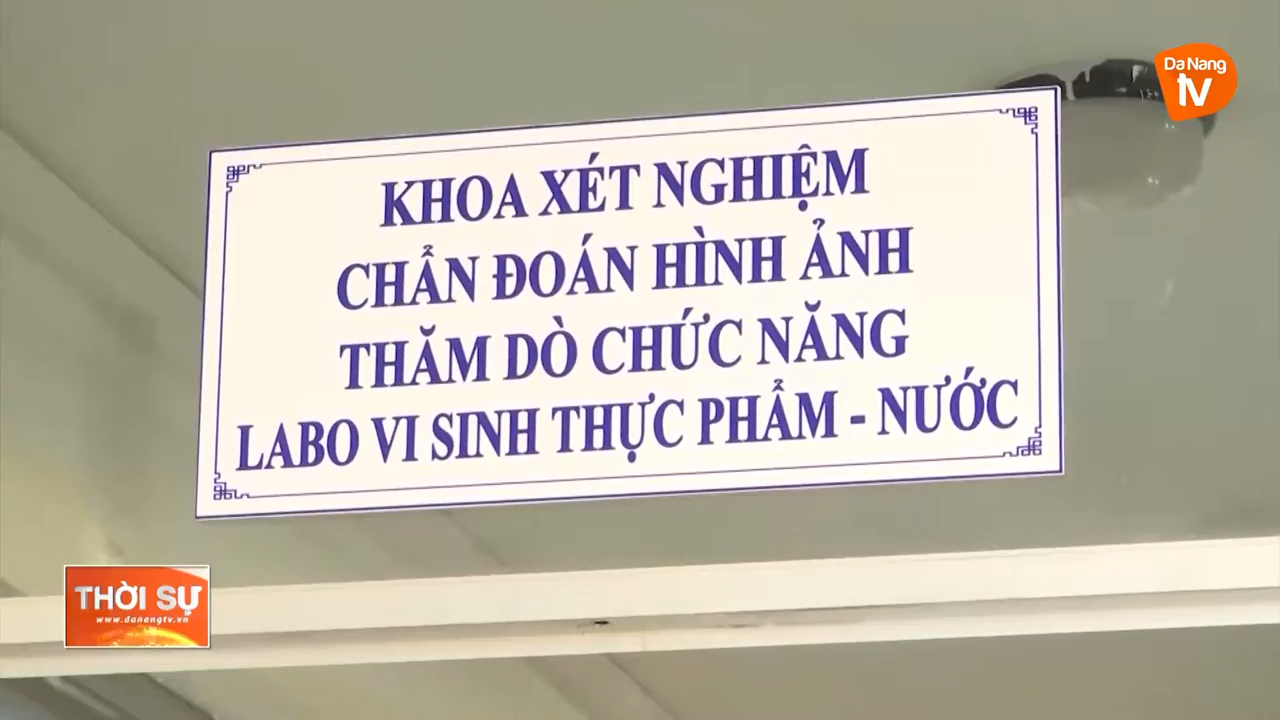 Da Nang
tv
KHOA XÉT NGHIỆM
CHẨN ĐOÁN HÌNH ẢNH
THĂM DÒ CHỨC NĂNG
LABO VI SINH THỰC PHẨM - NƯỚC
THỜI SỰ
www.danangtv.vn